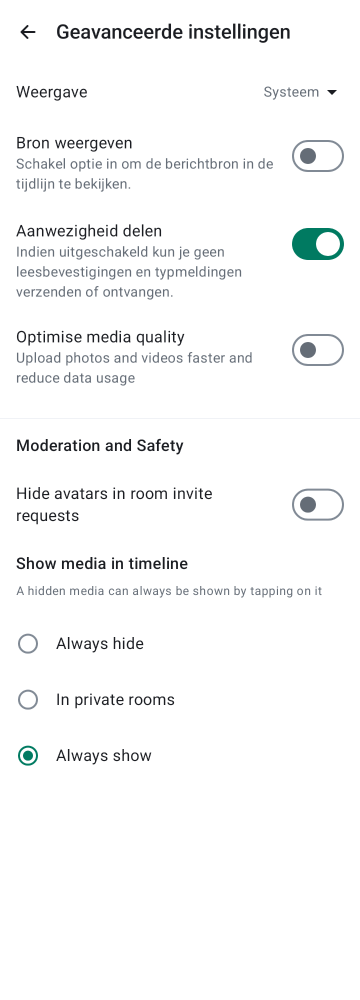 Geavanceerde instellingen
Weergave
Systeem
Bron weergeven
Schakel optie in om de berichtbron in de
tijdlijn te bekijken.
Aanwezigheid delen
Indien uitgeschakeld kun je geen
leesbevestigingen en typmeldingen
verzenden of ontvangen.
Optimise media quality
Upload photos and videos faster and
reduce data usage
Moderation and Safety
Hide avatars in room invite
requests
Show media in timeline
A hidden media can always be shown by tapping on it
Always hide
In private rooms
Always show